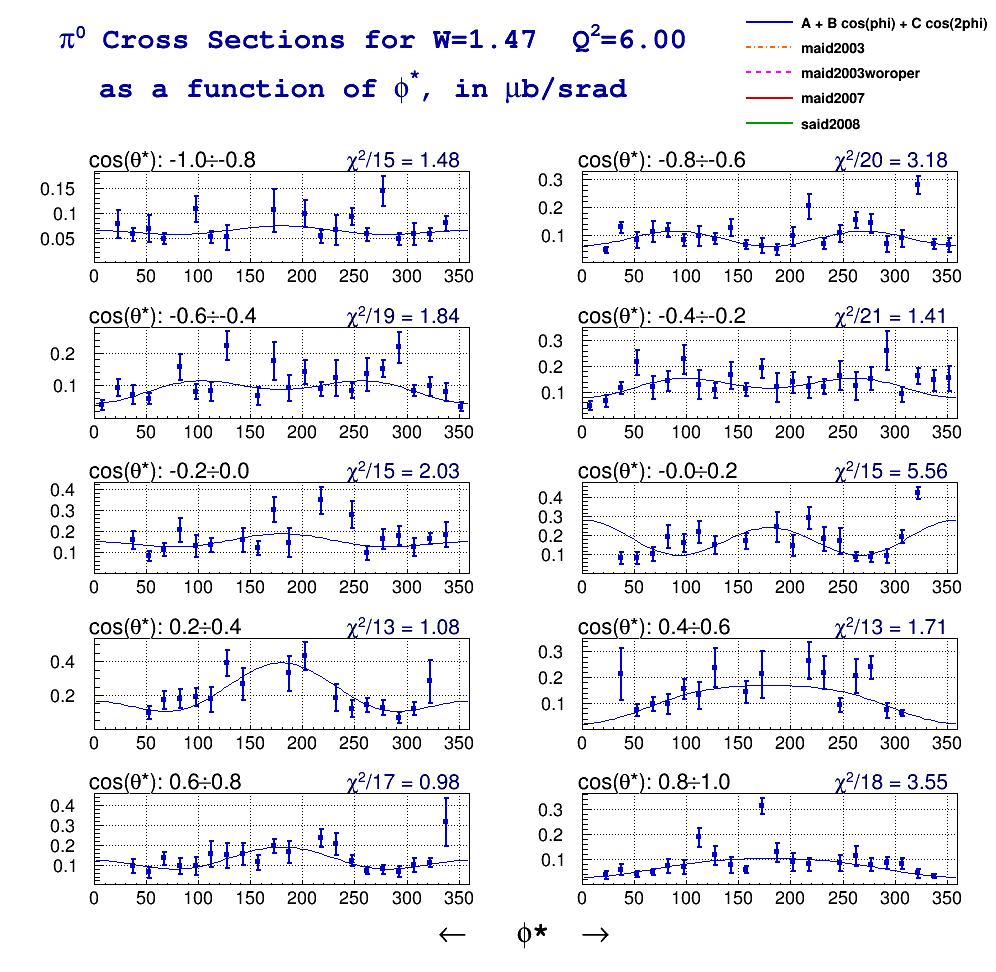 π⁰ Cross Sections for W=1.47 Q²=6.00
as a function of ϕ*, in μb/srad
A + B cos(phi) + C cos(2phi)
maid2003
maid2003woroper
maid2007
said2008
cos(θ*): -1.0÷-0.8 χ²/15 = 1.48
0.15
0.1
0.05
0 50 100 150 200 250 300 350
cos(θ*): -0.8÷-0.6 χ²/20 = 3.18
0.3
0.2
0.1
0 50 100 150 200 250 300 350
cos(θ*): -0.6÷-0.4 χ²/19 = 1.84
0.2
0.1
0 50 100 150 200 250 300 350
cos(θ*): -0.4÷-0.2 χ²/21 = 1.41
0.3
0.2
0.1
0 50 100 150 200 250 300 350
cos(θ*): -0.2÷0.0 χ²/15 = 2.03
0.4
0.3
0.2
0.1
0 50 100 150 200 250 300 350
cos(θ*): -0.0÷0.2 χ²/15 = 5.56
0.4
0.3
0.2
0.1
0 50 100 150 200 250 300 350
cos(θ*): 0.2÷0.4 χ²/13 = 1.08
0.4
0.2
0 50 100 150 200 250 300 350
cos(θ*): 0.4÷0.6 χ²/13 = 1.71
0.3
0.2
0.1
0 50 100 150 200 250 300 350
cos(θ*): 0.6÷0.8 χ²/17 = 0.98
0.4
0.3
0.2
0.1
0 50 100 150 200 250 300 350
cos(θ*): 0.8÷1.0 χ²/18 = 3.55
0.3
0.2
0.1
0 50 100 150 200 250 300 350
← ϕ* →